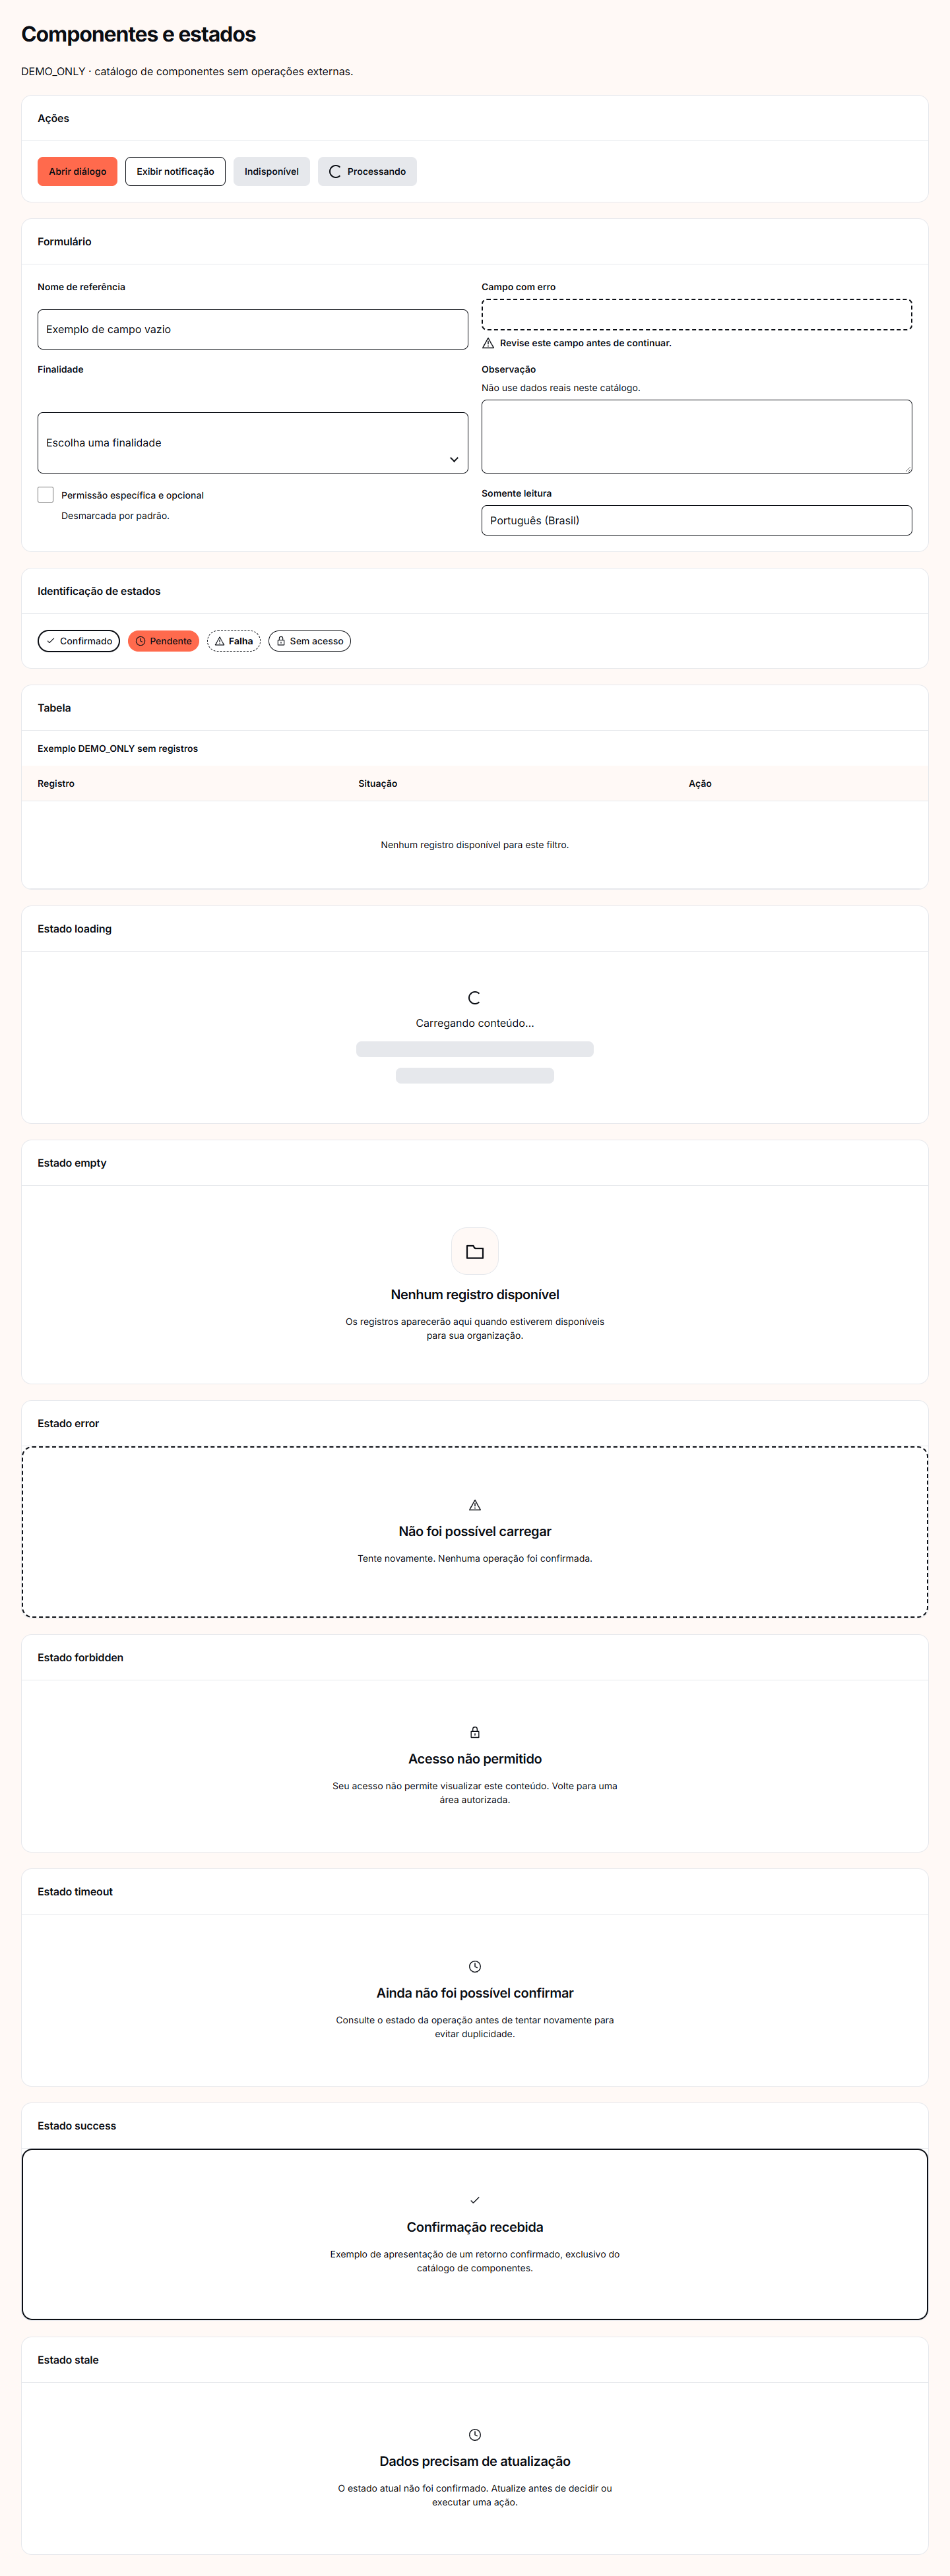 Componentes e estados
DEMO_ONLY · catálogo de componentes sem operações externas.
Ações
Abrir diálogo
Exibir notificação
Indisponível
Processando
Formulário
Nome de referência
Exemplo de campo vazio
Campo com erro
Revise este campo antes de continuar.
Finalidade
Escolha uma finalidade
Observação
Não use dados reais neste catálogo.
Permissão específica e opcional
Desmarcada por padrão.
Somente leitura
Português (Brasil)
Identificação de estados
Confirmado
Pendente
Falha
Sem acesso
Tabela
Exemplo DEMO_ONLY sem registros
Registro
Situação
Ação
Nenhum registro disponível para este filtro.
Estado loading
Carregando conteúdo...
Estado empty
Nenhum registro disponível
Os registros aparecerão aqui quando estiverem disponíveis
para sua organização.
Estado error
Não foi possível carregar
Tente novamente. Nenhuma operação foi confirmada.
Estado forbidden
Acesso não permitido
Seu acesso não permite visualizar este conteúdo. Volte para uma
área autorizada.
Estado timeout
Ainda não foi possível confirmar
Consulte o estado da operação antes de tentar novamente para
evitar duplicidade.
Estado success
Confirmação recebida
Exemplo de apresentação de um retorno confirmado, exclusivo do
catálogo de componentes.
Estado stale
Dados precisam de atualização
O estado atual não foi confirmado. Atualize antes de decidir ou
executar uma ação.